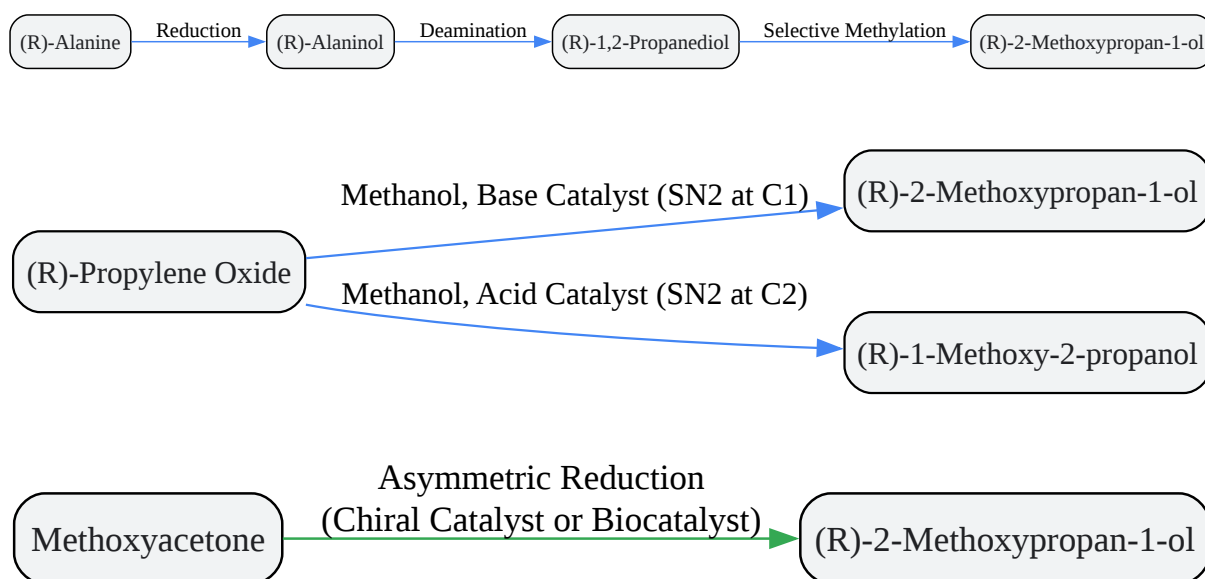 (R)-Alanine
Reduction
(R)-Alaninol
Deamination
(R)-1,2-Propanediol
Selective Methylation
(R)-2-Methoxypropan-1-ol
(R)-Propylene Oxide
Methanol, Base Catalyst (SN2 at C1)
(R)-2-Methoxypropan-1-ol
Methanol, Acid Catalyst (SN2 at C2)
(R)-1-Methoxy-2-propanol
Methoxyacetone
Asymmetric Reduction
(Chiral Catalyst or Biocatalyst)
(R)-2-Methoxypropan-1-ol